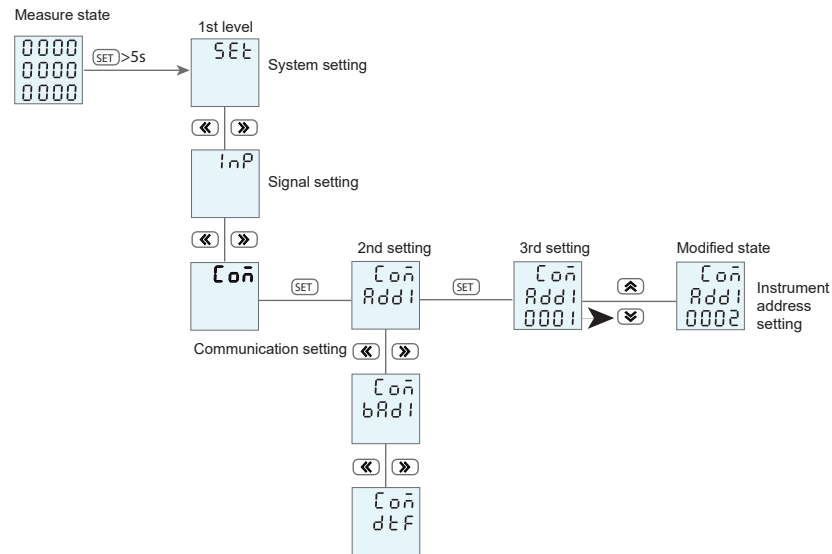 Measure state
0000
0000
0000
SET >5s
1st level
SEt
System setting
InP
Signal setting
Con̄
Communication setting
SET
2nd setting
Con̄
Add1
SET
3rd setting
Con̄
Add1
0001
Modified state
Con̄
Add1
0002
Instrument
address
setting
Con̄
bAd1
Con̄
dtF